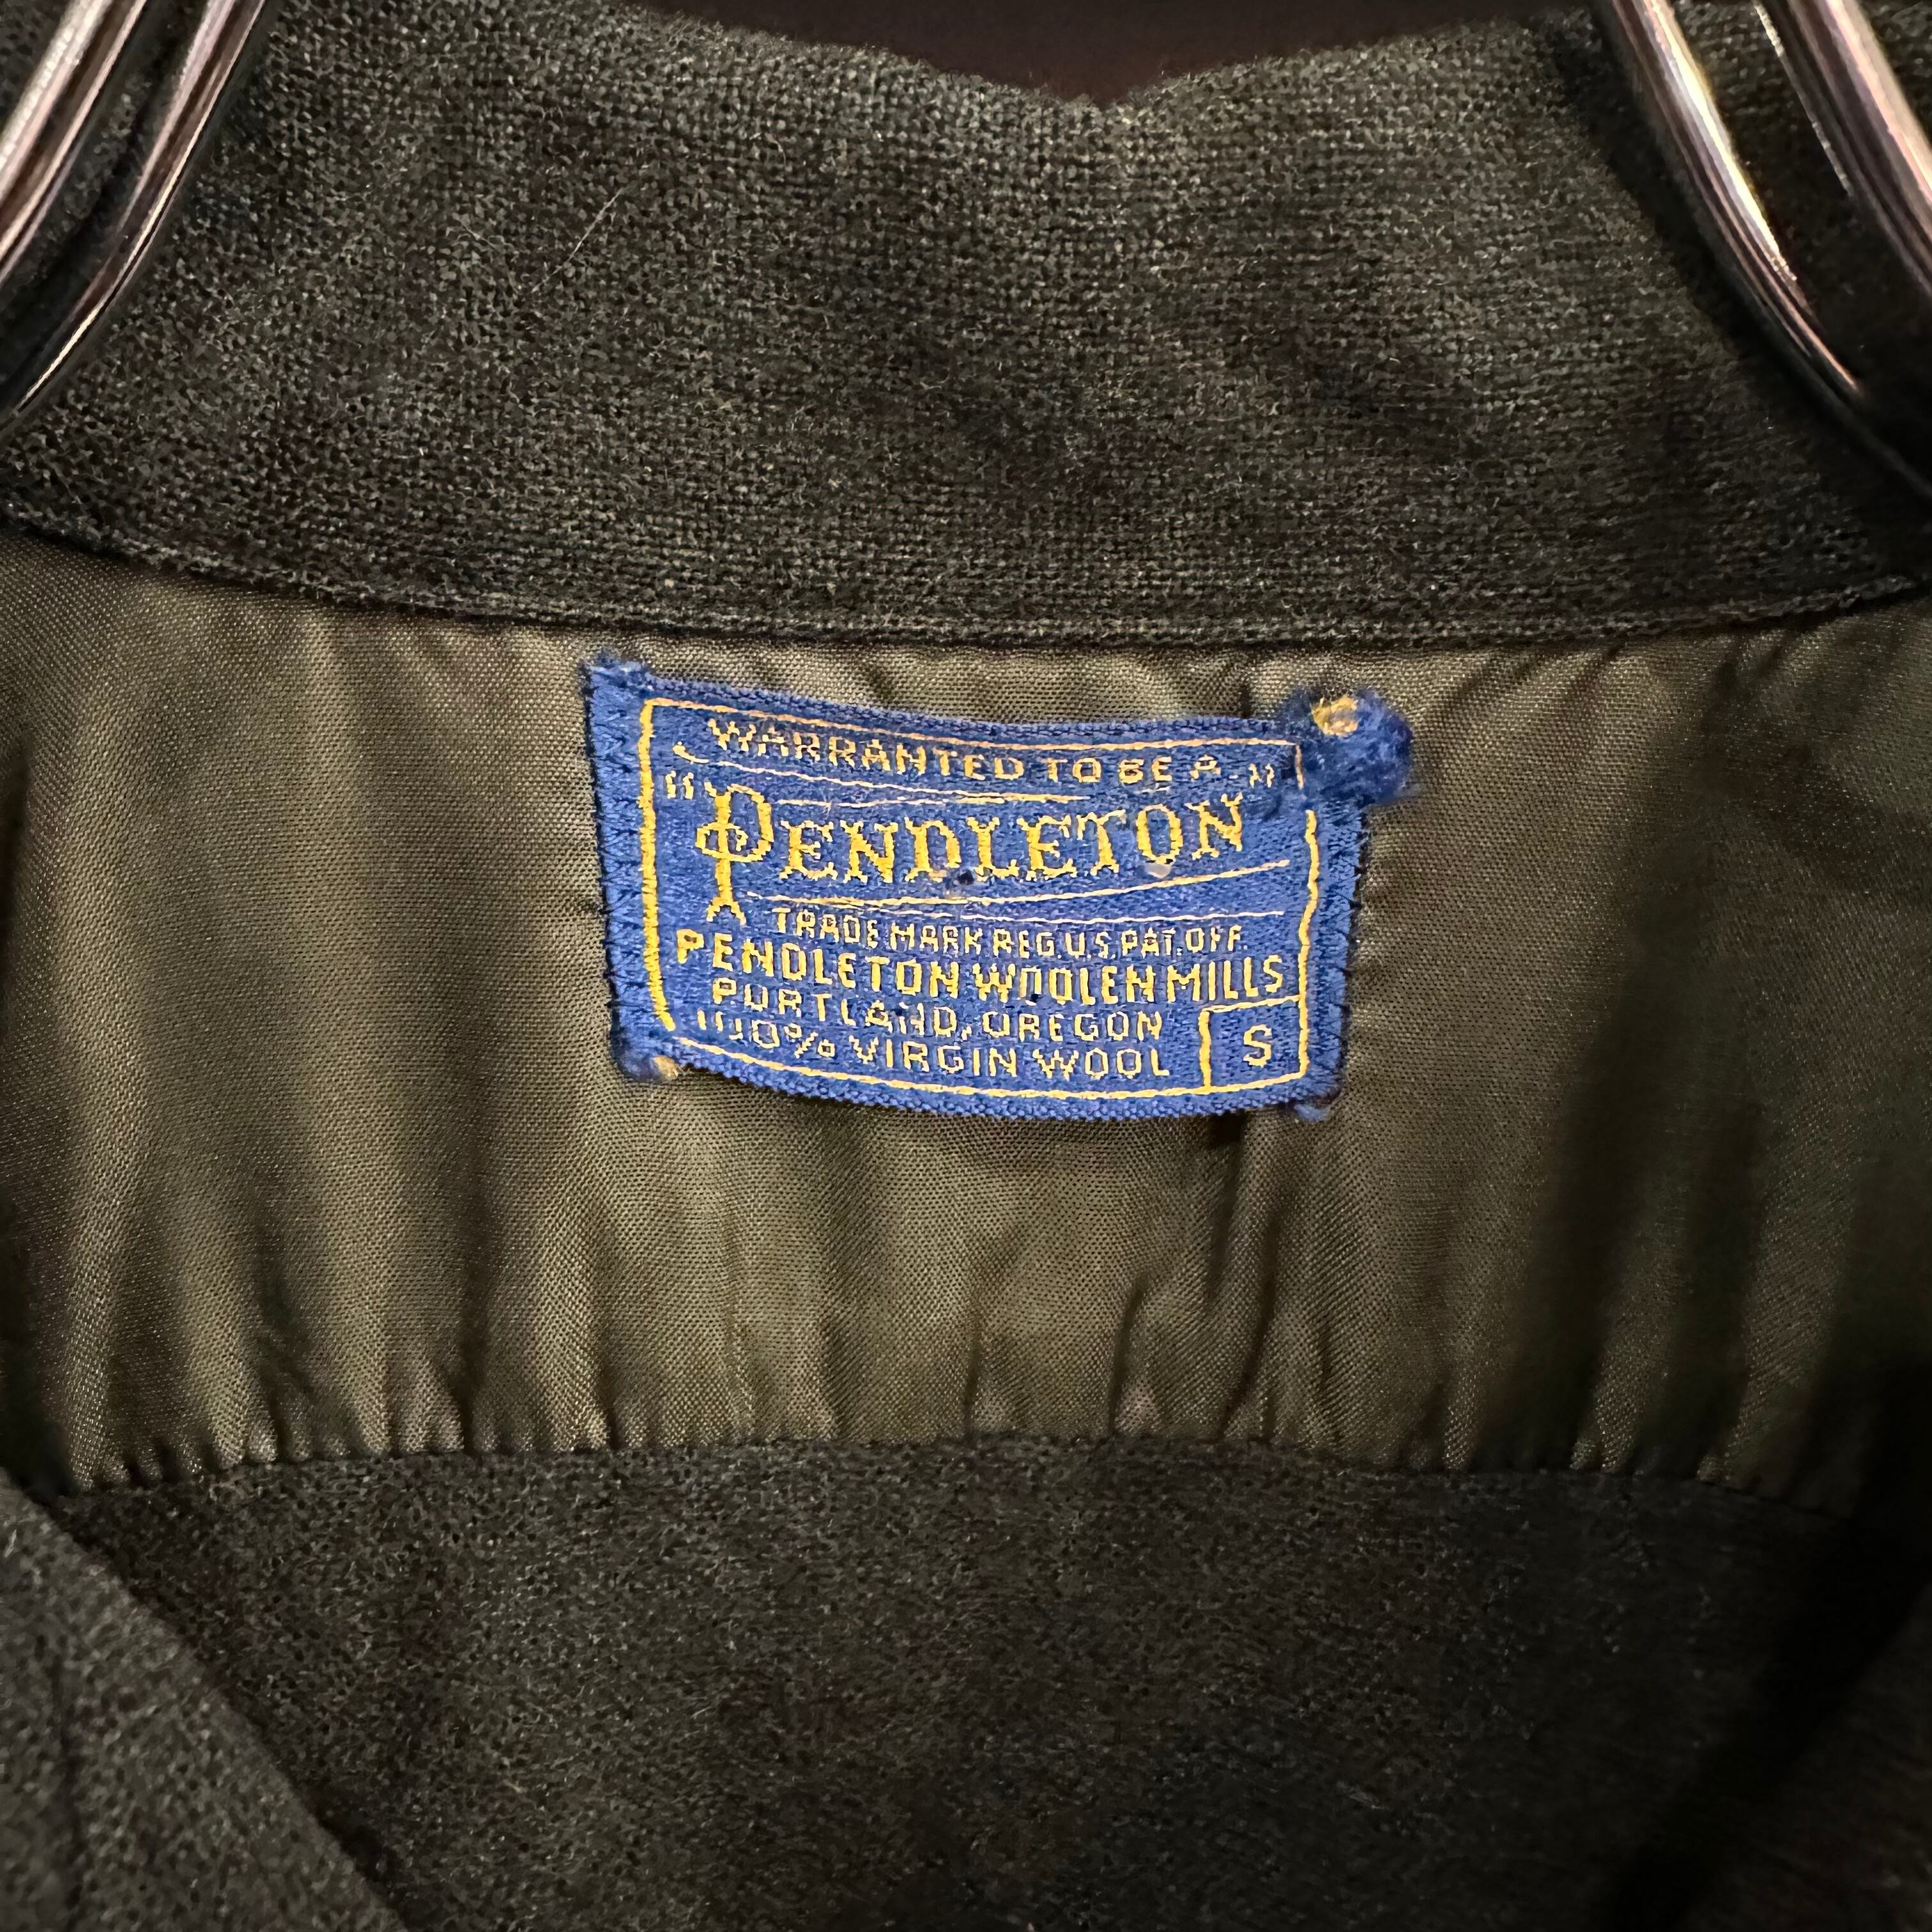 WARRANTED TO BE A
"PENDLETON"
TRADE MARK REG.U.S.PAT.OFF.
PENDLETON WOOLEN MILLS
PORTLAND, OREGON
100% VIRGIN WOOL
S